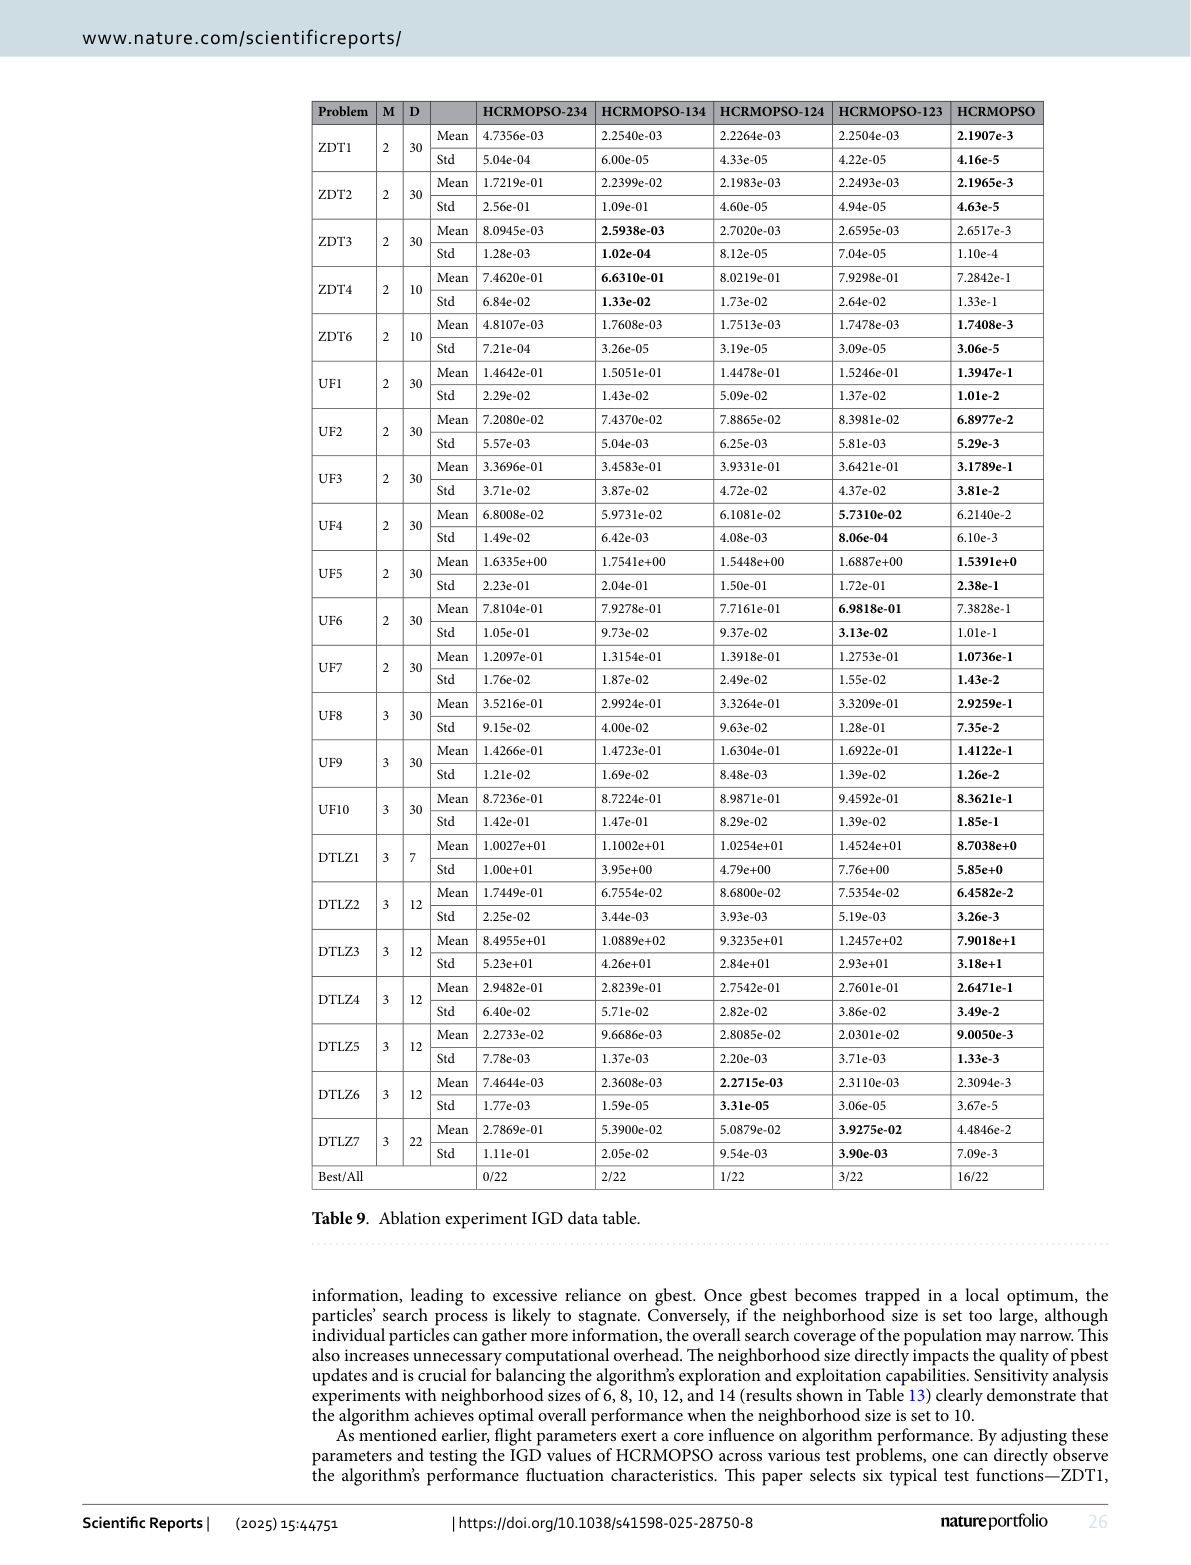 www.nature.com/scientificreports/
Problem M D HCRMOPSO-234 HCRMOPSO-134 HCRMOPSO-124 HCRMOPSO-123 HCRMOPSO
ZDT1 2 30 Mean 4.7356e-03 2.2540e-03 2.2264e-03 2.2504e-03 2.1907e-3
Std 5.04e-04 6.00e-05 4.33e-05 4.22e-05 4.16e-5
ZDT2 2 30 Mean 1.7219e-01 2.2399e-02 2.1983e-03 2.2493e-03 2.1965e-3
Std 2.56e-01 1.09e-01 4.60e-05 4.94e-05 4.63e-5
ZDT3 2 30 Mean 8.0945e-03 2.5938e-03 2.7020e-03 2.6595e-03 2.6517e-3
Std 1.28e-03 1.02e-04 8.12e-05 7.04e-05 1.10e-4
ZDT4 2 10 Mean 7.4620e-01 6.6310e-01 8.0219e-01 7.9298e-01 7.2842e-1
Std 6.84e-02 1.33e-02 1.73e-02 2.64e-02 1.33e-1
ZDT6 2 10 Mean 4.8107e-03 1.7608e-03 1.7513e-03 1.7478e-03 1.7408e-3
Std 7.21e-04 3.26e-05 3.19e-05 3.09e-05 3.06e-5
UF1 2 30 Mean 1.4642e-01 1.5051e-01 1.4478e-01 1.5246e-01 1.3947e-1
Std 2.29e-02 1.43e-02 5.09e-02 1.37e-02 1.01e-2
UF2 2 30 Mean 7.2080e-02 7.4370e-02 7.8865e-02 8.3981e-02 6.8977e-2
Std 5.57e-03 5.04e-03 6.25e-03 5.81e-03 5.29e-3
UF3 2 30 Mean 3.3696e-01 3.4583e-01 3.9331e-01 3.6421e-01 3.1789e-1
Std 3.71e-02 3.87e-02 4.72e-02 4.37e-02 3.81e-2
UF4 2 30 Mean 6.8008e-02 5.9731e-02 6.1081e-02 5.7310e-02 6.2140e-2
Std 1.49e-02 6.42e-03 4.08e-03 8.06e-04 6.10e-3
UF5 2 30 Mean 1.6335e+00 1.7541e+00 1.5448e+00 1.6887e+00 1.5391e+0
Std 2.23e-01 2.04e-01 1.50e-01 1.72e-01 2.38e-1
UF6 2 30 Mean 7.8104e-01 7.9278e-01 7.7161e-01 6.9818e-01 7.3828e-1
Std 1.05e-01 9.73e-02 9.37e-02 3.13e-02 1.01e-1
UF7 2 30 Mean 1.2097e-01 1.3154e-01 1.3918e-01 1.2753e-01 1.0736e-1
Std 1.76e-02 1.87e-02 2.49e-02 1.55e-02 1.43e-2
UF8 3 30 Mean 3.5216e-01 2.9924e-01 3.3264e-01 3.3209e-01 2.9259e-1
Std 9.15e-02 4.00e-02 9.63e-02 1.28e-01 7.35e-2
UF9 3 30 Mean 1.4266e-01 1.4723e-01 1.6304e-01 1.6922e-01 1.4122e-1
Std 1.21e-02 1.69e-02 8.48e-03 1.39e-02 1.26e-2
UF10 3 30 Mean 8.7236e-01 8.7224e-01 8.9871e-01 9.4592e-01 8.3621e-1
Std 1.42e-01 1.47e-01 8.29e-02 1.39e-02 1.85e-1
DTLZ1 3 7 Mean 1.0027e+01 1.1002e+01 1.0254e+01 1.4524e+01 8.7038e+0
Std 1.00e+01 3.95e+00 4.79e+00 7.76e+00 5.85e+0
DTLZ2 3 12 Mean 1.7449e-01 6.7554e-02 8.6800e-02 7.5354e-02 6.4582e-2
Std 2.25e-02 3.44e-03 3.93e-03 5.19e-03 3.26e-3
DTLZ3 3 12 Mean 8.4955e+01 1.0889e+02 9.3235e+01 1.2457e+02 7.9018e+1
Std 5.23e+01 4.26e+01 2.84e+01 2.93e+01 3.18e+1
DTLZ4 3 12 Mean 2.9482e-01 2.8239e-01 2.7542e-01 2.7601e-01 2.6471e-1
Std 6.40e-02 5.71e-02 2.82e-02 3.86e-02 3.49e-2
DTLZ5 3 12 Mean 2.2733e-02 9.6686e-03 2.8085e-02 2.0301e-02 9.0050e-3
Std 7.78e-03 1.37e-03 2.20e-03 3.71e-03 1.33e-3
DTLZ6 3 12 Mean 7.4644e-03 2.3608e-03 2.2715e-03 2.3110e-03 2.3094e-3
Std 1.77e-03 1.59e-05 3.31e-05 3.06e-05 3.67e-5
DTLZ7 3 22 Mean 2.7869e-01 5.3900e-02 5.0879e-02 3.9275e-02 4.4846e-2
Std 1.11e-01 2.05e-02 9.54e-03 3.90e-03 7.09e-3
Best/All 0/22 2/22 1/22 3/22 16/22
Table 9. Ablation experiment IGD data table.
information, leading to excessive reliance on gbest. Once gbest becomes trapped in a local optimum, the
particles’ search process is likely to stagnate. Conversely, if the neighborhood size is set too large, although
individual particles can gather more information, the overall search coverage of the population may narrow. This
also increases unnecessary computational overhead. The neighborhood size directly impacts the quality of pbest
updates and is crucial for balancing the algorithm’s exploration and exploitation capabilities. Sensitivity analysis
experiments with neighborhood sizes of 6, 8, 10, 12, and 14 (results shown in Table 13) clearly demonstrate that
the algorithm achieves optimal overall performance when the neighborhood size is set to 10.
As mentioned earlier, flight parameters exert a core influence on algorithm performance. By adjusting these
parameters and testing the IGD values of HCRMOPSO across various test problems, one can directly observe
the algorithm’s performance fluctuation characteristics. This paper selects six typical test functions—ZDT1,
Scientific Reports | (2025) 15:44751 | https://doi.org/10.1038/s41598-025-28750-8 nature portfolio 26